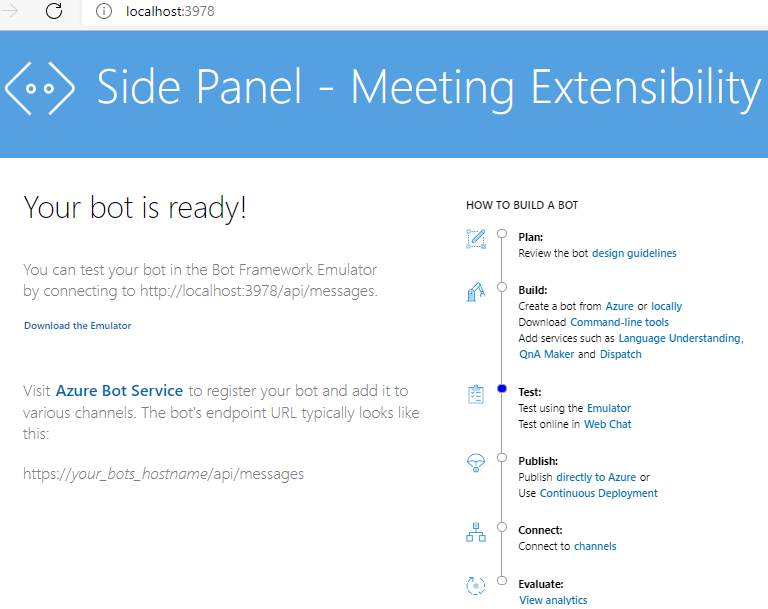 localhost:3978
Side Panel - Meeting Extensibility
Your bot is ready!
You can test your bot in the Bot Framework Emulator
by connecting to http://localhost:3978/api/messages.
Download the Emulator
Visit Azure Bot Service to register your bot and add it to
various channels. The bot's endpoint URL typically looks like
this:
https://your_bots_hostname/api/messages
HOW TO BUILD A BOT
Plan:
Review the bot design guidelines
Build:
Create a bot from Azure or locally
Download Command-line tools
Add services such as Language Understanding,
QnA Maker and Dispatch
Test:
Test using the Emulator
Test online in Web Chat
Publish:
Publish directly to Azure or
Use Continuous Deployment
Connect:
Connect to channels
Evaluate:
View analytics